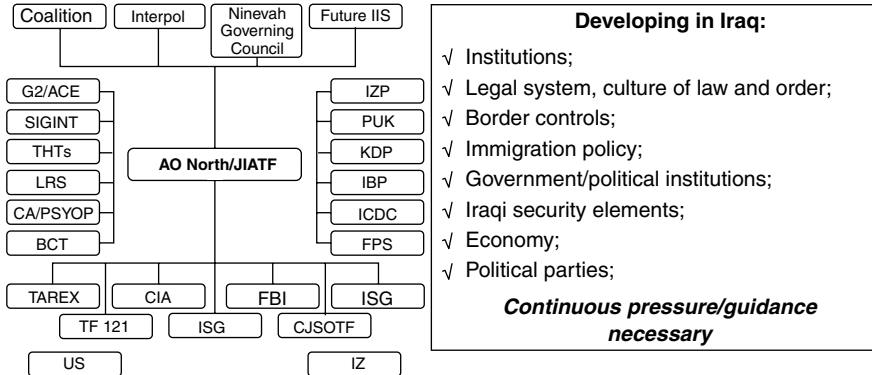 Coalition
Interpol
Ninevah
Governing
Council
Future IIS
G2/ACE
SIGINT
THTs
LRS
CA/PSYOP
BCT
AO North/JIATF
IZP
PUK
KDP
IBP
ICDC
FPS
TAREX
CIA
FBI
ISG
TF 121
ISG
CJSOTF
US
IZ
Developing in Iraq:
√ Institutions;
√ Legal system, culture of law and order;
√ Border controls;
√ Immigration policy;
√ Government/political institutions;
√ Iraqi security elements;
√ Economy;
√ Political parties;
Continuous pressure/guidance
necessary